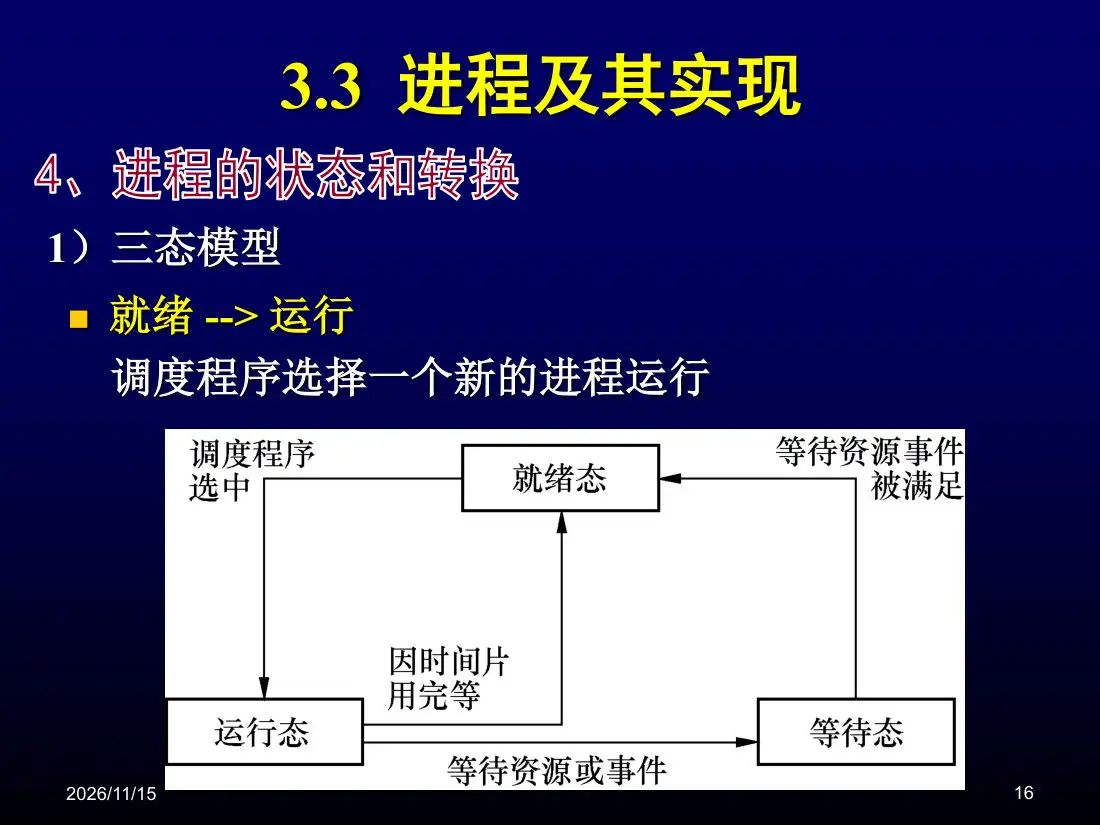 3.3 进程及其实现
4、进程的状态和转换
1）三态模型
就绪 --> 运行
调度程序选择一个新的进程运行
调度程序
选中
就绪态
等待资源事件
被满足
因时间片
用完等
运行态
等待态
等待资源或事件
2026/11/15
16